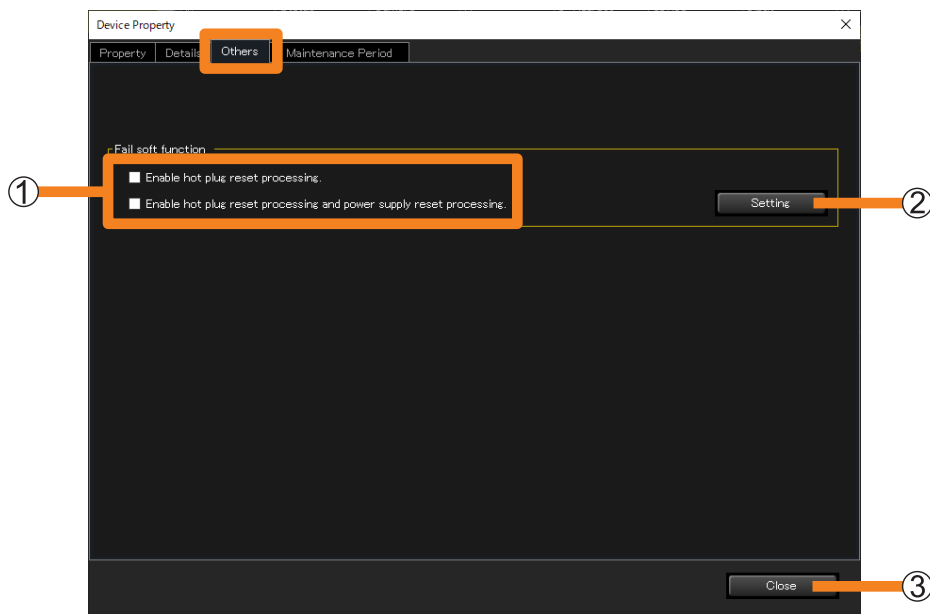 Device Property
Property Details Others Maintenance Period
Fail soft function
Enable hot plug reset processing.
① Enable hot plug reset processing and power supply reset processing. Setting ②
Close ③